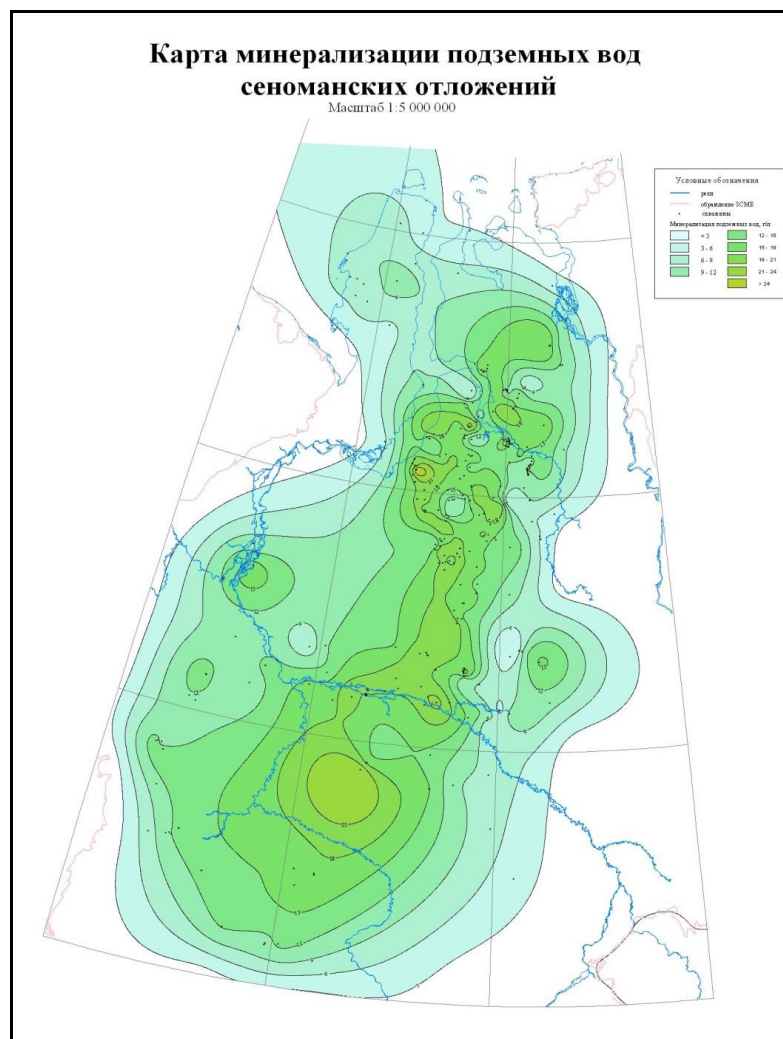 Карта минерализации подземных вод
сеноманских отложений
Масштаб 1:5 000 000
Условные обозначения
реки
обрамление ЗСМБ
скважины
Минерализация подземных вод, г/л
< 3
3 - 6
6 - 9
9 - 12
12 - 15
15 - 18
18 - 21
21 - 24
> 24